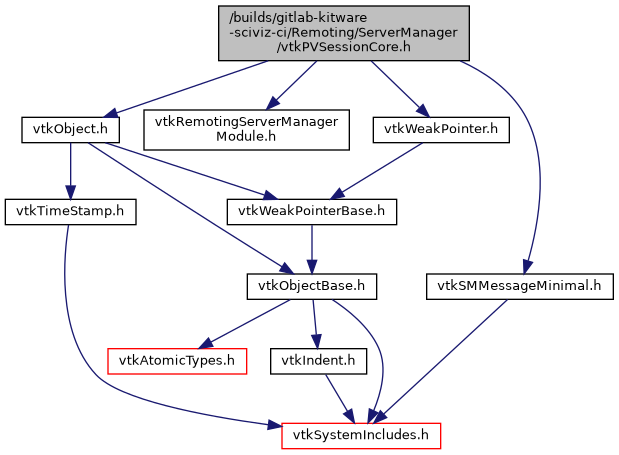 /builds/gitlab-kitware
-sciviz-ci/Remoting/ServerManager
/vtkPVSessionCore.h
vtkObject.h
vtkRemotingServerManager
Module.h
vtkWeakPointer.h
vtkTimeStamp.h
vtkWeakPointerBase.h
vtkObjectBase.h
vtkSMMessageMinimal.h
vtkAtomicTypes.h
vtkIndent.h
vtkSystemIncludes.h